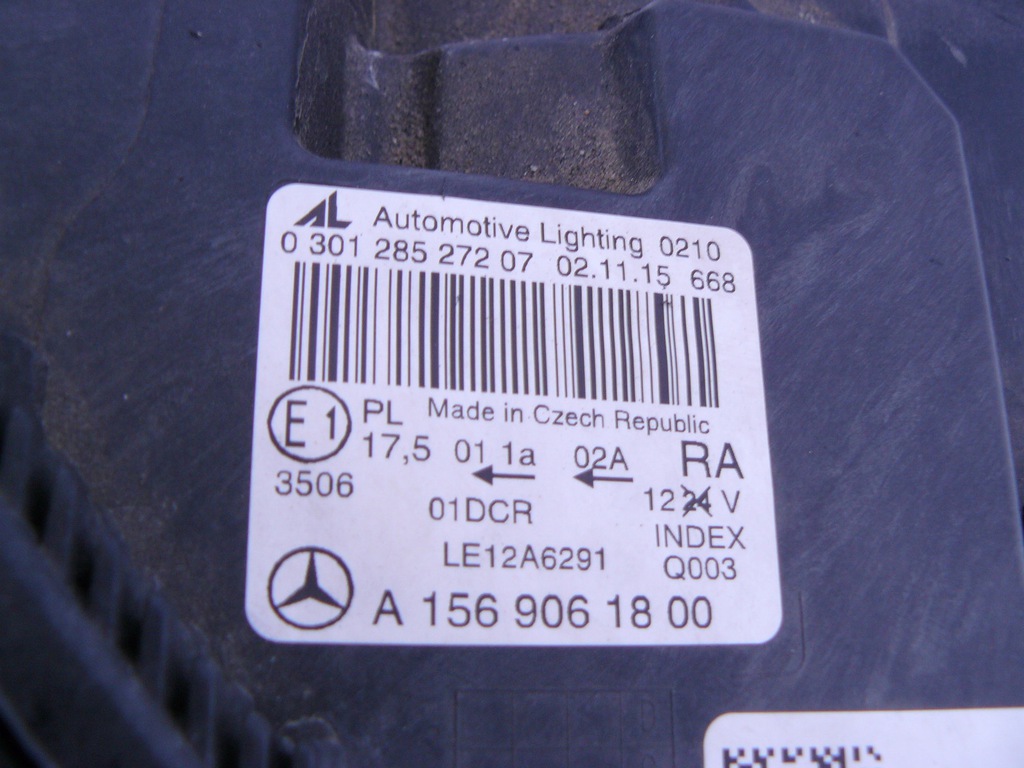 AL Automotive Lighting 0210
0 301 285 272 07 02.11.15 668
E1 PL Made in Czech Republic
17,5 01 1a 02A RA
3506 12 24 V
01DCR INDEX
LE12A6291 Q003
A 156 906 18 00